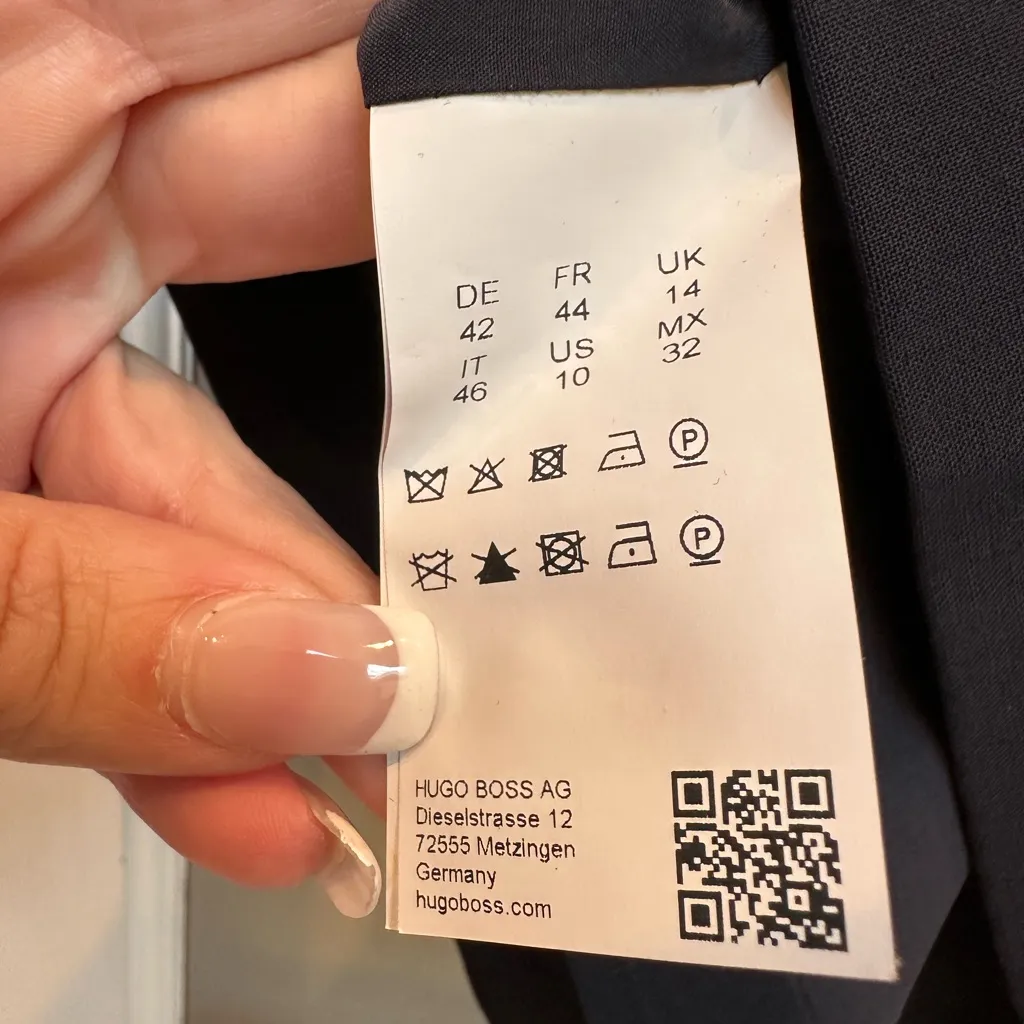 DE FR UK
42 44 14
IT US MX
46 10 32
P
P
HUGO BOSS AG
Dieselstrasse 12
72555 Metzingen
Germany
hugoboss.com